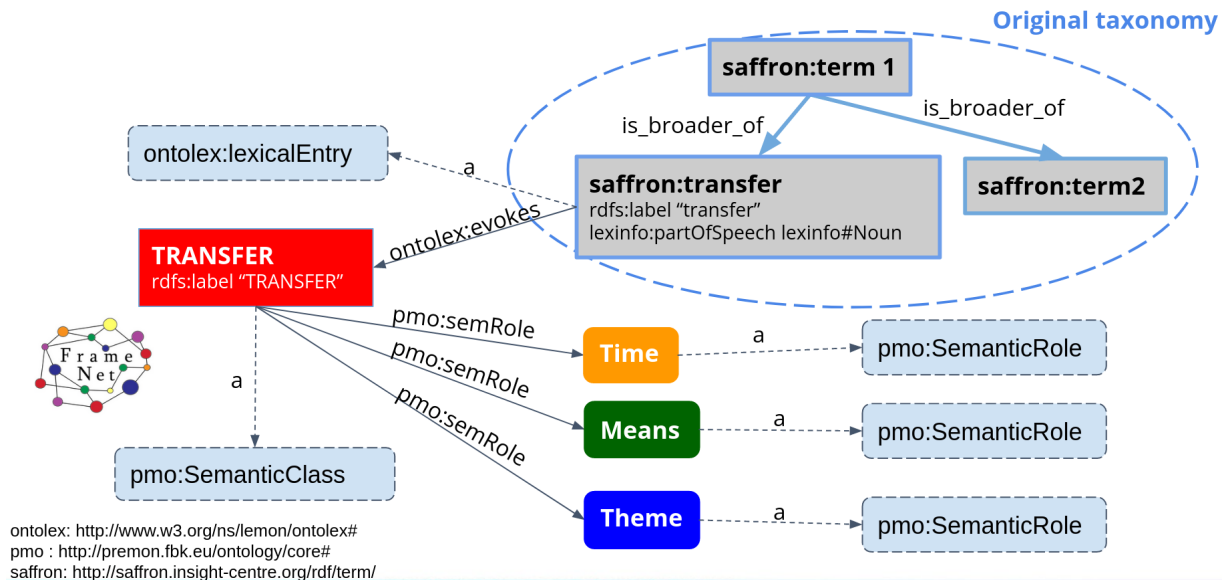 Original taxonomy
saffron:term 1
is_broader_of
is_broader_of
ontolex:lexicalEntry
a
saffron:transfer
rdfs:label “transfer”
lexinfo:partOfSpeech lexinfo#Noun
saffron:term2
ontolex:evokes
TRANSFER
rdfs:label “TRANSFER”
pmo:semRole
Time
a
pmo:SemanticRole
Frame
Net
a
pmo:semRole
Means
a
pmo:SemanticRole
pmo:semRole
pmo:SemanticClass
Theme
a
pmo:SemanticRole
ontolex: http://www.w3.org/ns/lemon/ontolex#
pmo : http://premon.fbk.eu/ontology/core#
saffron: http://saffron.insight-centre.org/rdf/term/